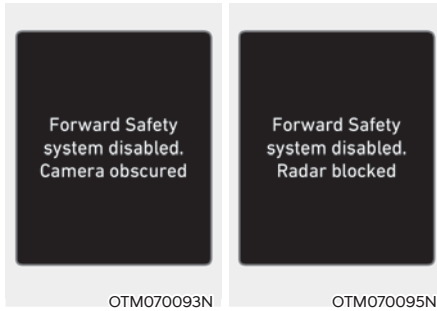 Forward Safety
system disabled.
Camera obscured
OTM070093N
Forward Safety
system disabled.
Radar blocked
OTM070095N